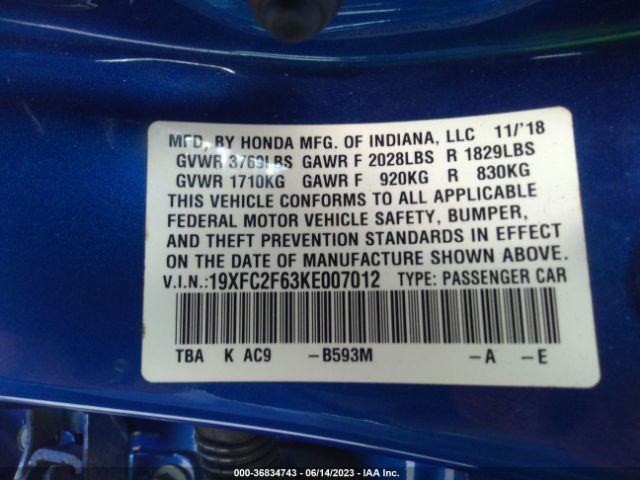 MFD, BY HONDA MFG. OF INDIANA, LLC 11/'18
GVWR 3769LBS GAWR F 2028LBS R 1829LBS
GVWR 1710KG GAWR F 920KG R 830KG
THIS VEHICLE CONFORMS TO ALL APPLICABLE
FEDERAL MOTOR VEHICLE SAFETY, BUMPER,
AND THEFT PREVENTION STANDARDS IN EFFECT
ON THE DATE OF MANUFACTURE SHOWN ABOVE.
V.I.N.:19XFC2F63KE007012 TYPE: PASSENGER CAR
TBA K AC9 -B593M -A -E
000-36834743 - 06/14/2023 - IAA Inc.